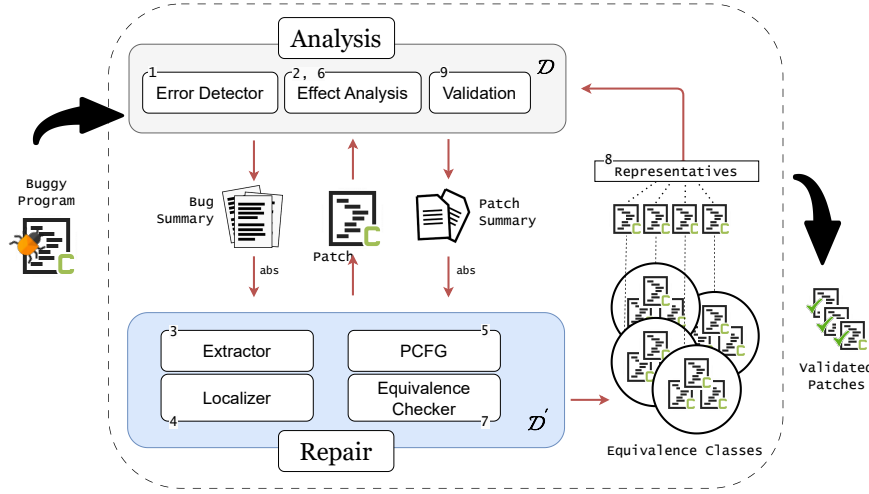 Analysis
D
1
Error Detector
2, 6
Effect Analysis
9
Validation
8
Representatives
Buggy
Program
C
Bug
Summary
Patch
C
Patch
Summary
abs
abs
C
C
C
C
3
Extractor
5
PCFG
4
Localizer
Equivalence
Checker
7
D'
Repair
C
C
C
C
C
C
C
C
C
Equivalence Classes
C
C
C
Validated
Patches